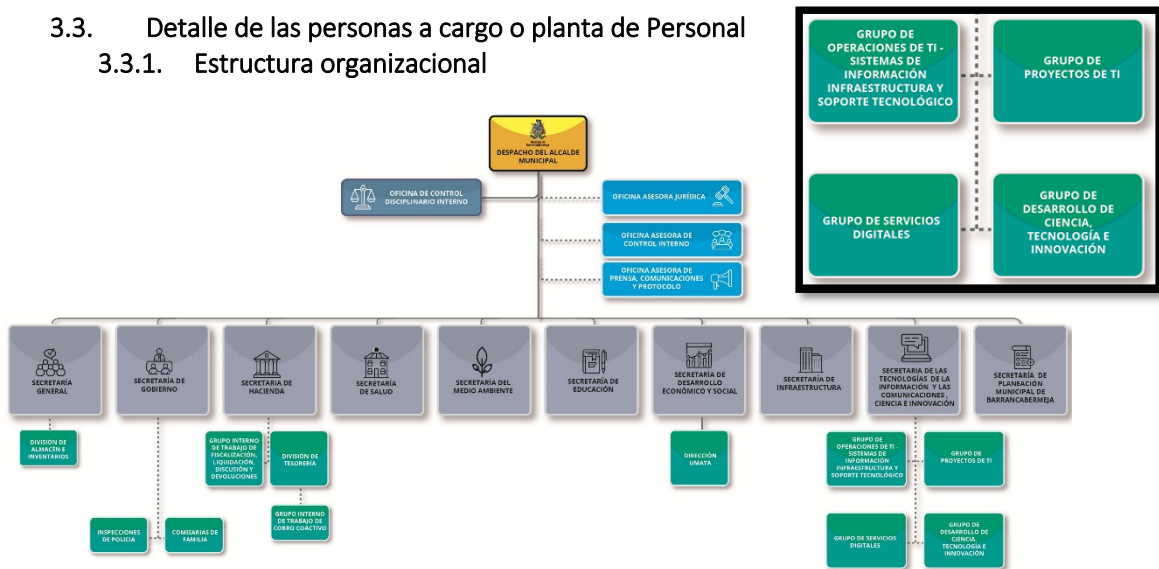 3.3. Detalle de las personas a cargo o planta de Personal
3.3.1. Estructura organizacional
GRUPO DE
OPERACIONES DE TI -
SISTEMAS DE
INFORMACIÓN
INFRAESTRUCTURA Y
SOPORTE TECNOLÓGICO
GRUPO DE
PROYECTOS DE TI
GRUPO DE SERVICIOS
DIGITALES
GRUPO DE
DESARROLLO DE
CIENCIA,
TECNOLOGÍA E
INNOVACIÓN
DESPACHO DEL ALCALDE
MUNICIPAL
OFICINA DE CONTROL
DISCIPLINARIO INTERNO
OFICINA ASESORA JURÍDICA
OFICINA ASESORA DE
CONTROL INTERNO
OFICINA ASESORA DE
PRENSA, COMUNICACIONES
Y PROTOCOLO
SECRETARÍA
GENERAL
SECRETARÍA DE
GOBIERNO
SECRETARIA DE
HACIENDA
SECRETARÍA
DE SALUD
SECRETARÍA DEL
MEDIO AMBIENTE
SECRETARÍA DE
EDUCACIÓN
SECRETARÍA DE
DESARROLLO
ECONÓMICO Y SOCIAL
SECRETARÍA DE
INFRAESTRUCTURA
SECRETARIA DE LAS
TECNOLOGÍAS DE LA
INFORMACIÓN Y LAS
COMUNICACIONES,
CIENCIA E INNOVACIÓN
SECRETARÍA DE
PLANEACIÓN
MUNICIPAL DE
BARRANCABERMEJA
DIVISIÓN DE
ALMACÉN E
INVENTARIOS
INSPECCIONES
DE POLICIA
COMISARIAS DE
FAMILIA
GRUPO INTERNO
DE TRABAJO DE
FISCALIZACIÓN,
LIQUIDACIÓN,
DISCUSIÓN Y
DEVOLUCIONES
DIVISIÓN DE
TESORERÍA
GRUPO INTERNO
DE TRABAJO DE
COBRO COACTIVO
DIRECCIÓN
UMATA
GRUPO DE
OPERACIONES DE TI -
SISTEMAS DE
INFORMACIÓN
INFRAESTRUCTURA Y
SOPORTE TECNOLÓGICO
GRUPO DE
PROYECTOS DE TI
GRUPO DE SERVICIOS
DIGITALES
GRUPO DE
DESARROLLO DE
CIENCIA,
TECNOLOGÍA E
INNOVACIÓN